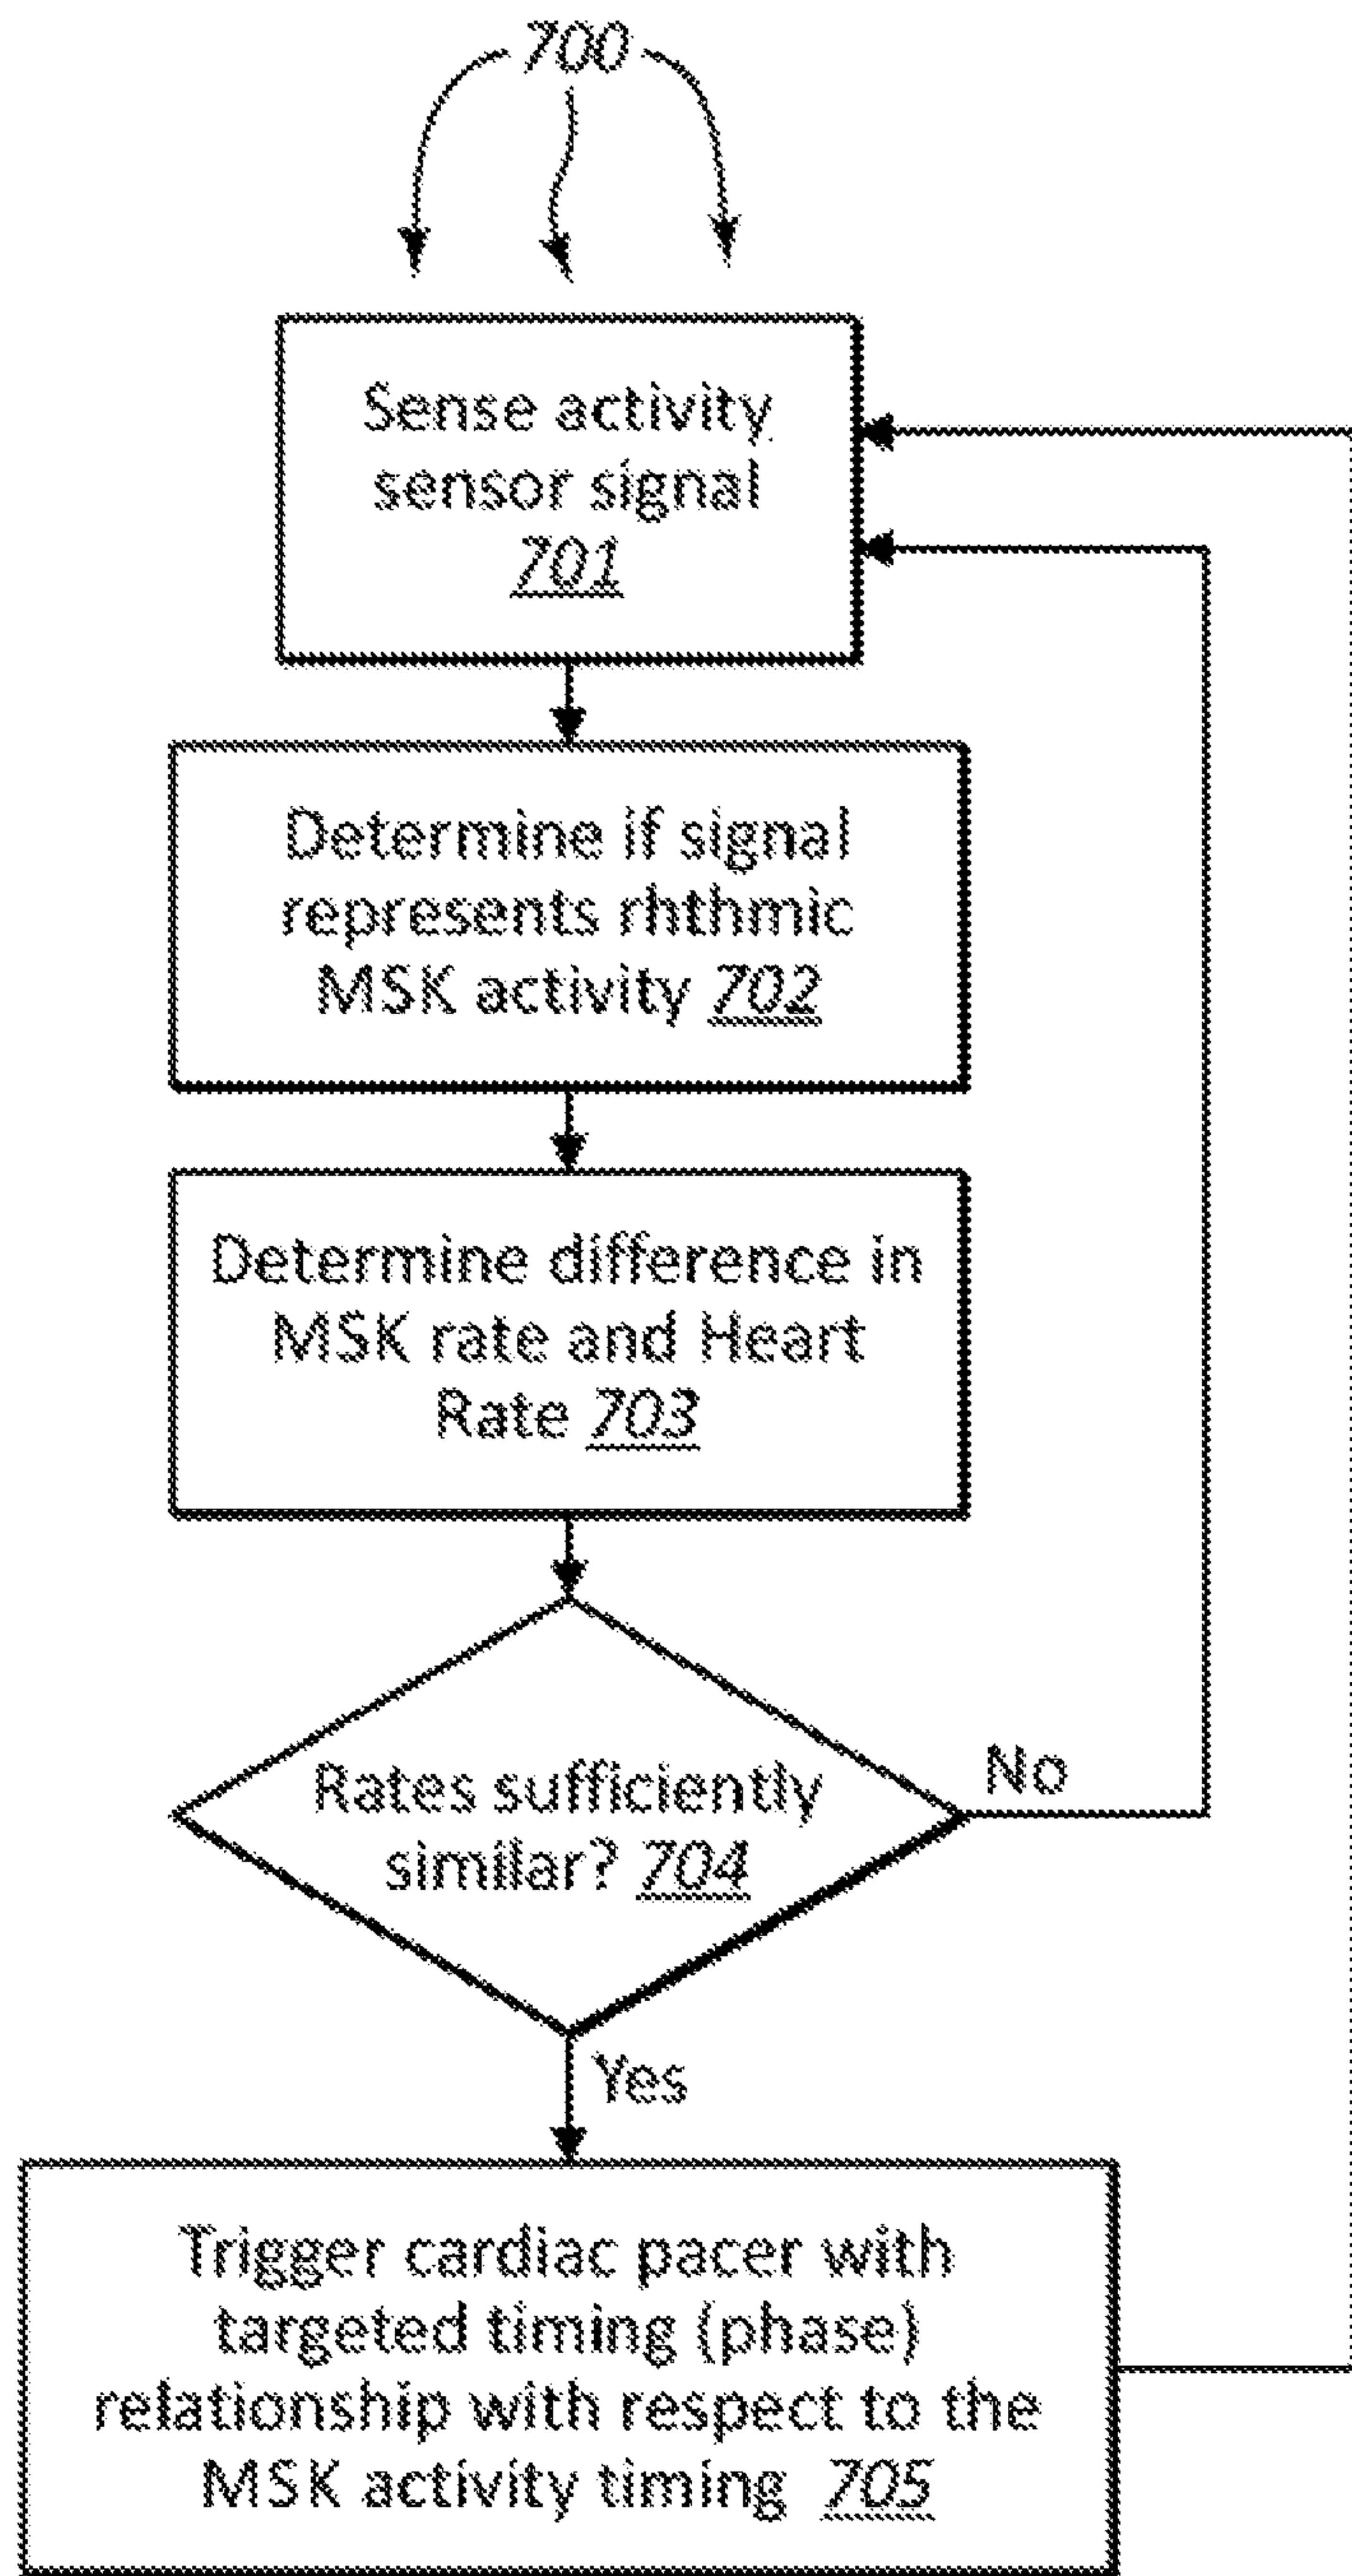 700
Sense activity
sensor signal
701
Determine if signal
represents rhthmic
MSK activity 702
Determine difference in
MSK rate and Heart
Rate 703
Rates sufficiently
similar? 704
No
Yes
Trigger cardiac pacer with
targeted timing (phase)
relationship with respect to the
MSK activity timing 705